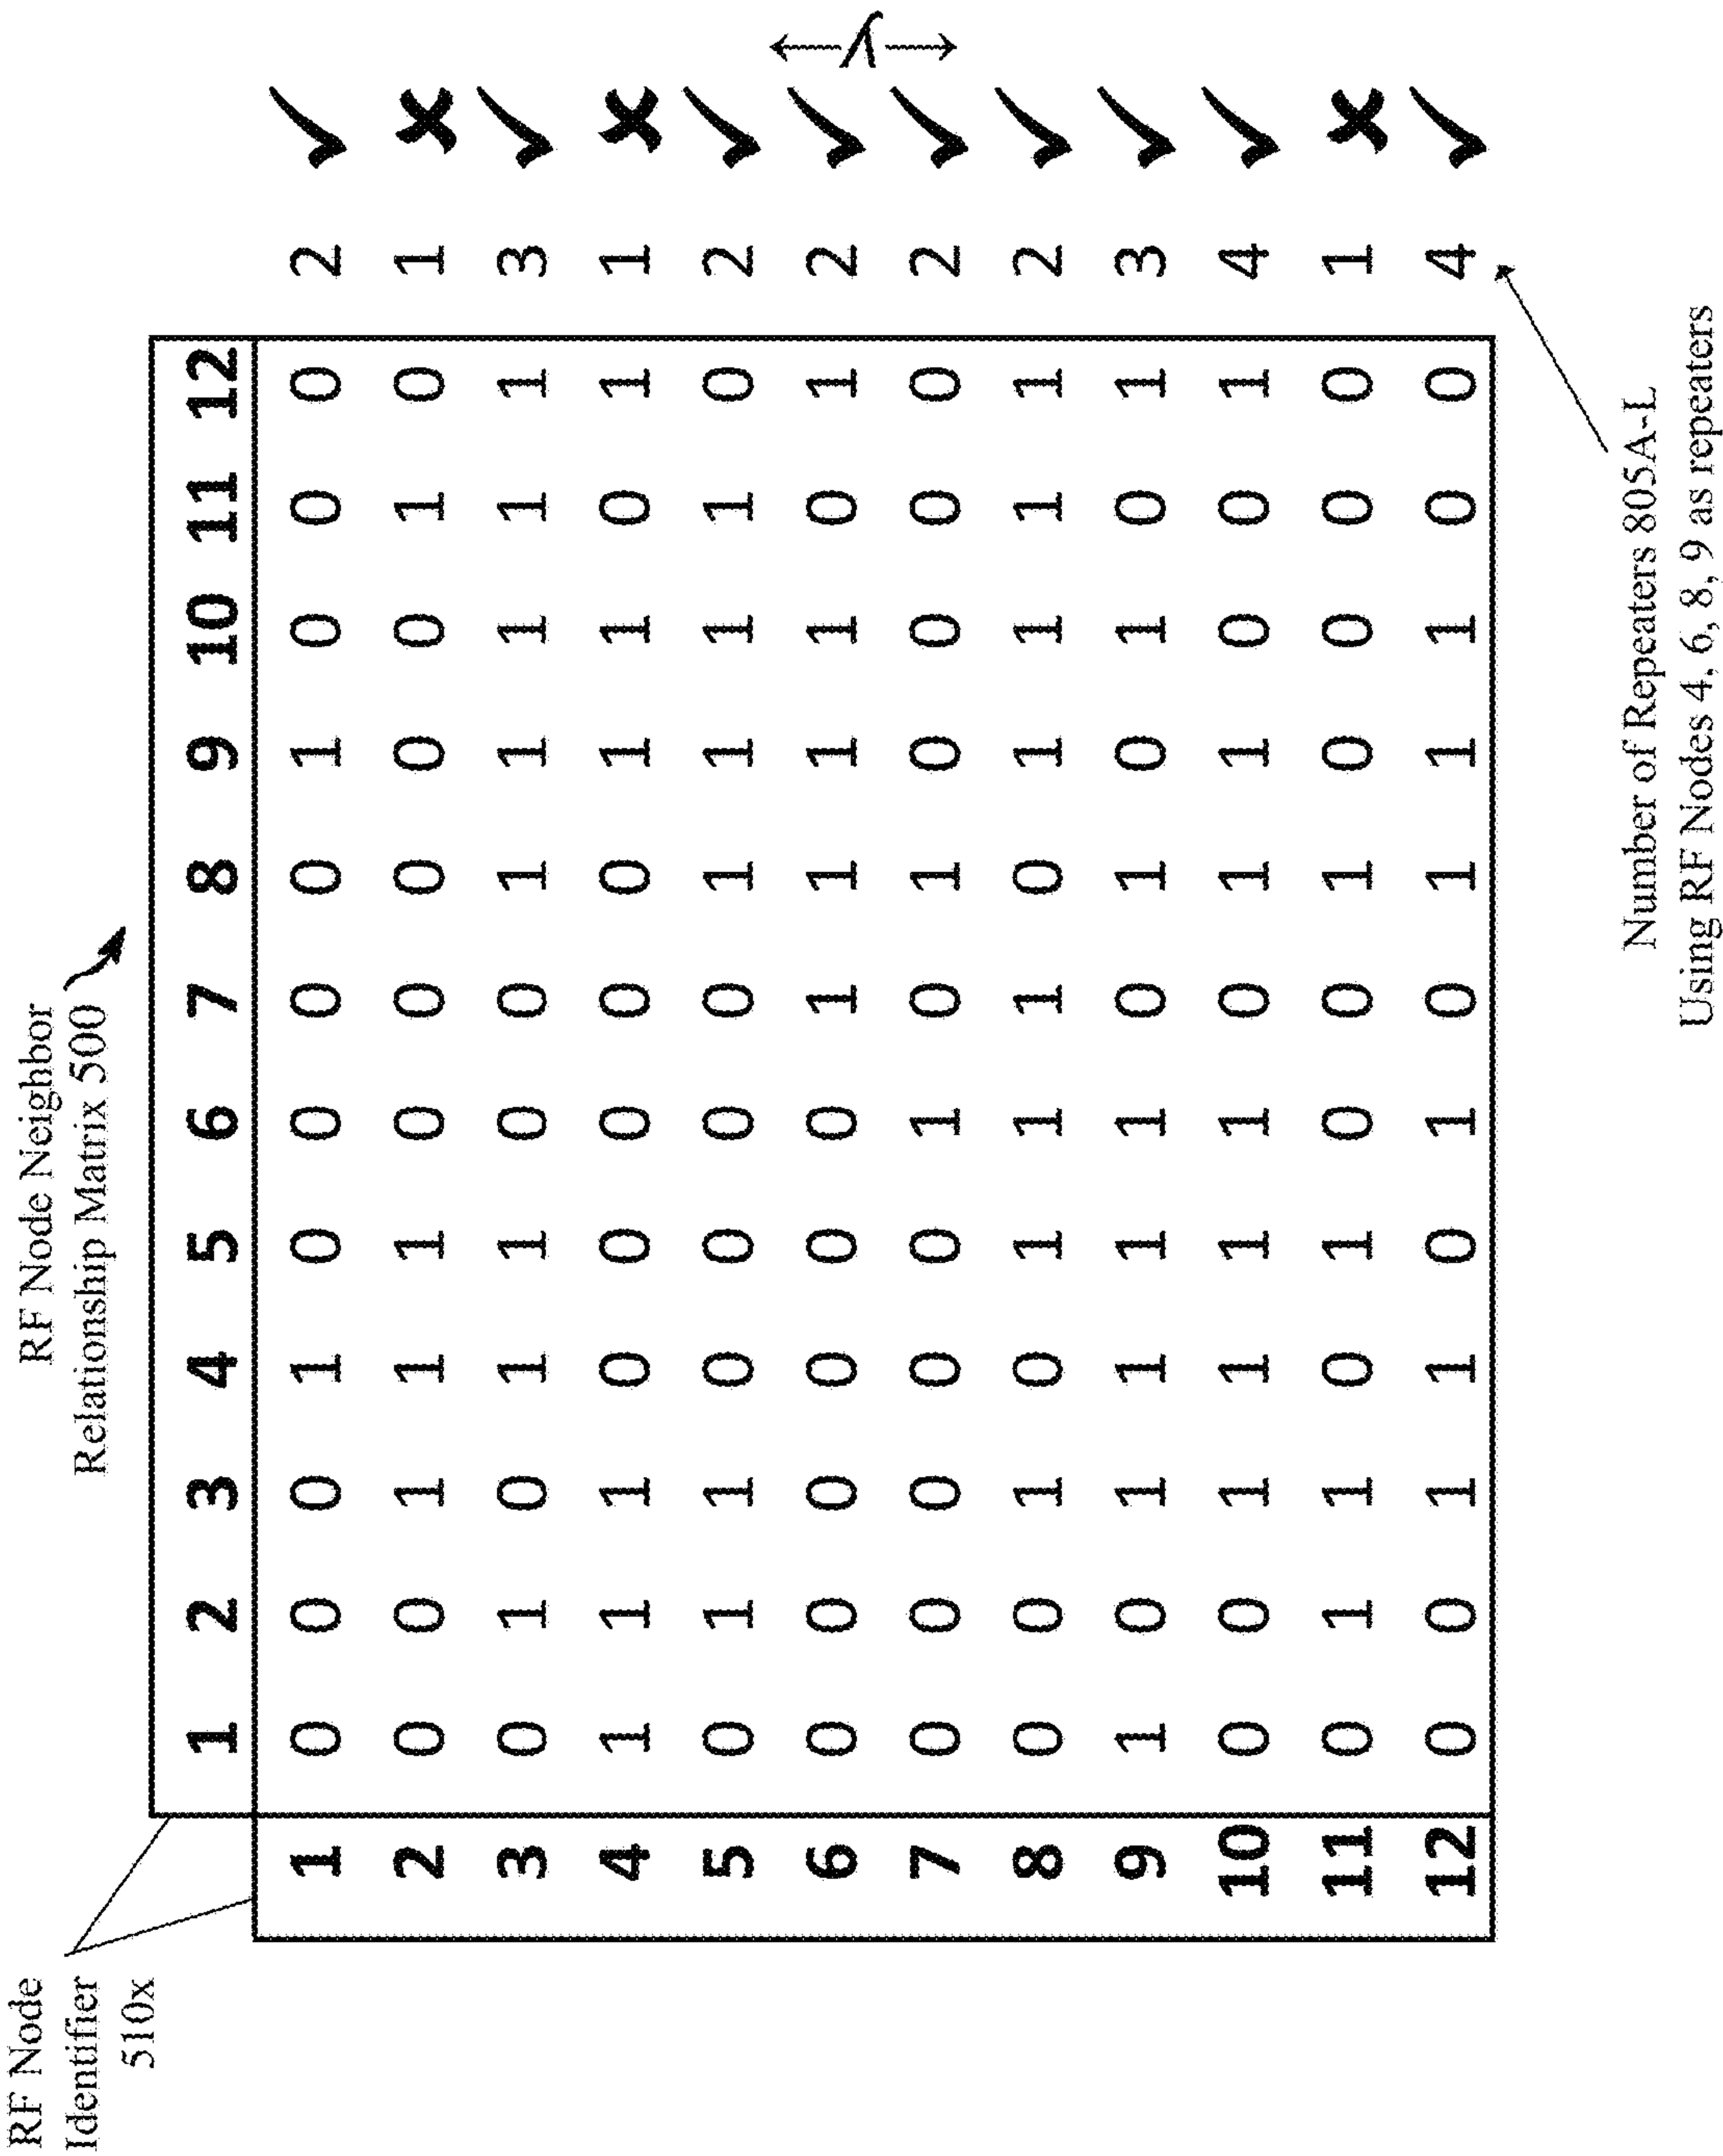 RF Node
Identifier
510x
RF Node Neighbor
Relationship Matrix 500
1 2 3 4 5 6 7 8 9 10 11 12
1 0 0 0 1 0 0 0 0 1 0 0 0 2 ✓
2 0 0 1 1 1 0 0 0 0 0 1 0 1 ✗
3 0 1 0 1 1 0 0 1 1 1 1 1 3 ✓
4 1 1 1 0 0 0 0 0 1 1 0 1 1 ✗
5 0 1 1 0 0 0 0 1 1 1 1 0 2 ✓
6 0 0 0 0 0 0 1 1 1 1 0 1 2 ✓
7 0 0 0 0 0 1 0 1 0 0 0 0 2 ✓
8 0 0 1 0 1 1 1 0 1 1 1 1 2 ✓
9 1 0 1 1 1 1 0 1 0 1 0 1 3 ✓
10 0 0 1 1 1 1 0 1 1 0 0 1 4 ✓
11 0 1 1 0 1 0 0 1 0 0 0 0 1 ✗
12 0 0 1 1 0 1 0 1 1 1 0 0 4 ✓
Number of Repeaters 805A-L
Using RF Nodes 4, 6, 8, 9 as repeaters